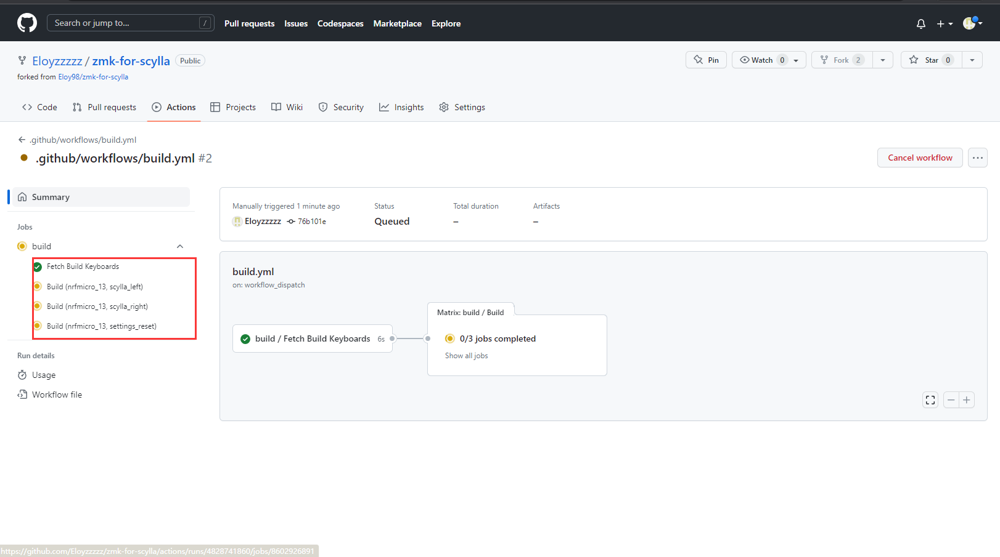 Search or jump to... /
Pull requests Issues Codespaces Marketplace Explore
Eloyzzzzz / zmk-for-scylla Public
forked from Eloy98/zmk-for-scylla
Pin Watch 0 Fork 2 Star 0
Code Pull requests Actions Projects Wiki Security Insights Settings
.github/workflows/build.yml
.github/workflows/build.yml #2
Cancel workflow
Summary
Jobs
build
Fetch Build Keyboards
Build (nrfmicro_13, scylla_left)
Build (nrfmicro_13, scylla_right)
Build (nrfmicro_13, settings_reset)
Run details
Usage
Workflow file
Manually triggered 1 minute ago
Eloyzzzzz 76b101e
Status
Queued
Total duration
–
Artifacts
–
build.yml
on: workflow_dispatch
build / Fetch Build Keyboards 6s
Matrix: build / Build
0/3 jobs completed
Show all jobs
https://github.com/Eloyzzzzz/zmk-for-scylla/actions/runs/4828741860/jobs/8602926891